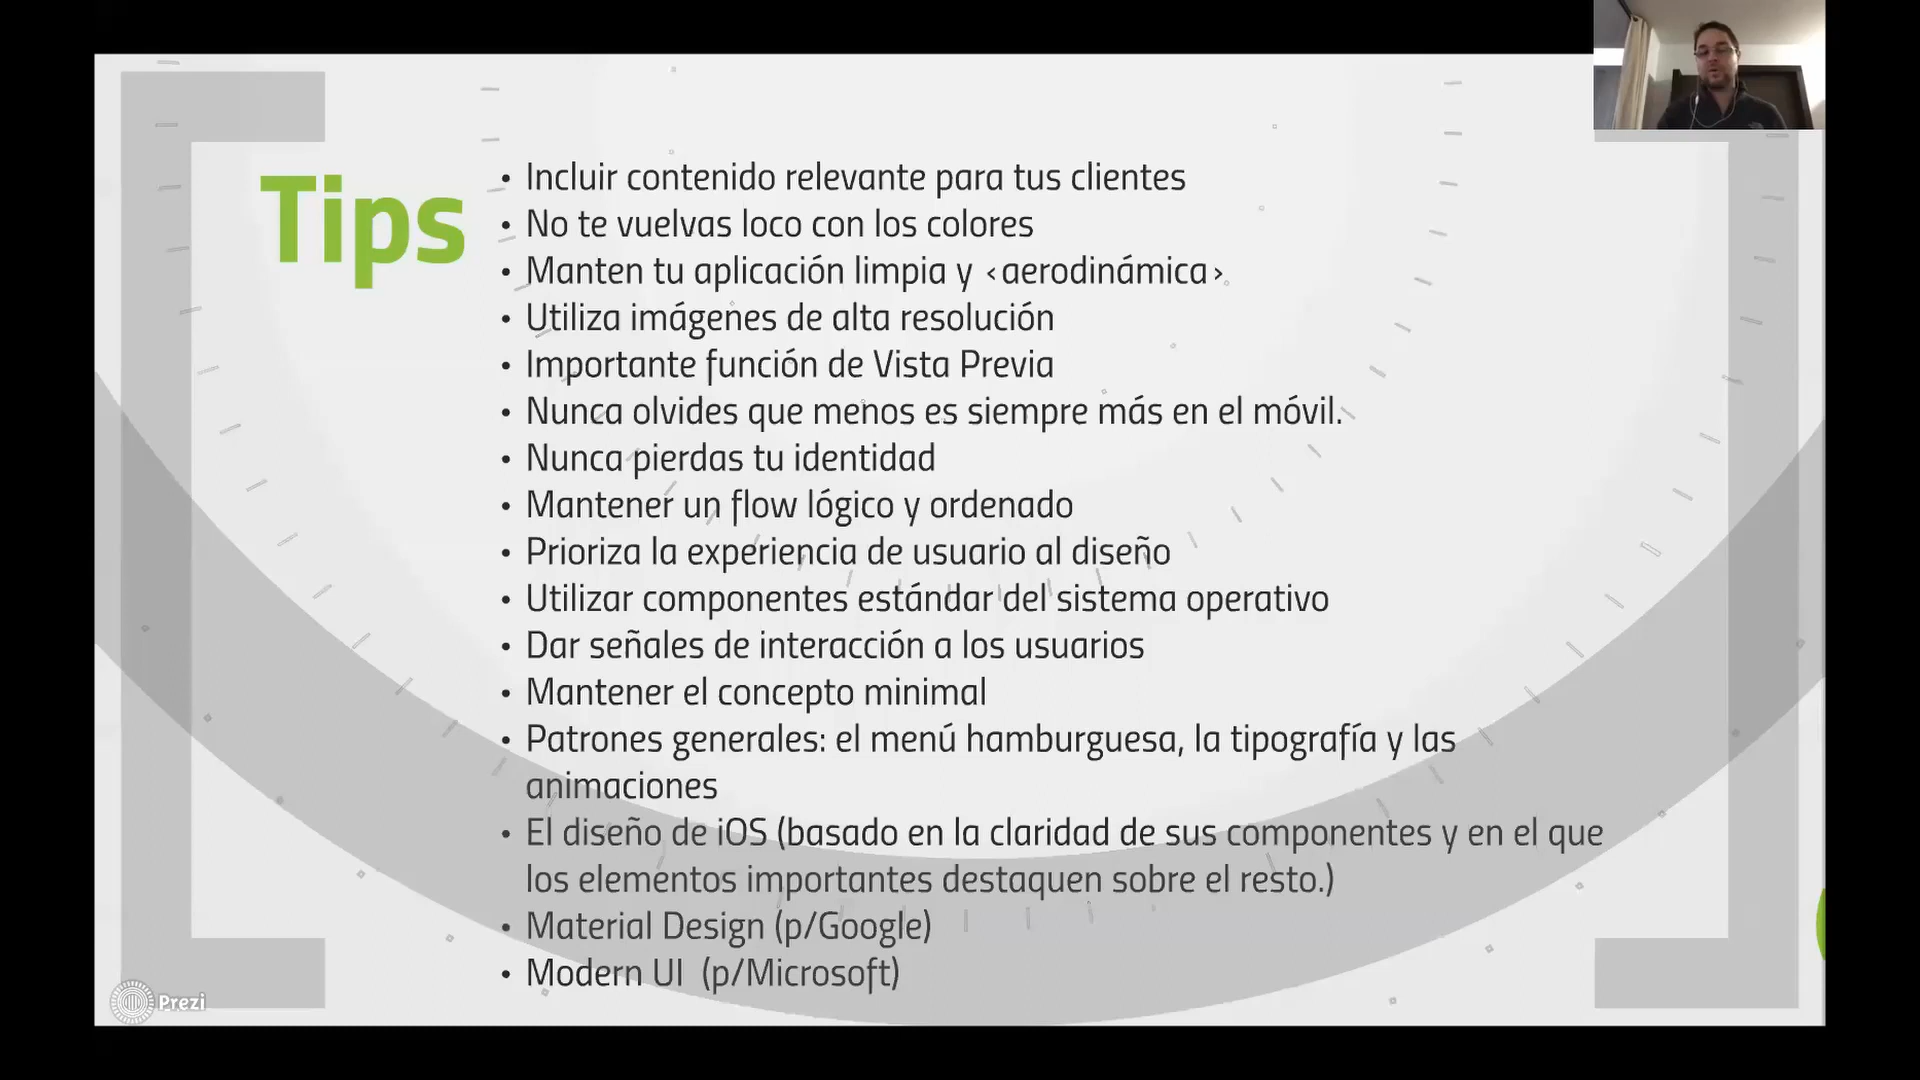 Tips
• Incluir contenido relevante para tus clientes
• No te vuelvas loco con los colores
• Manten tu aplicación limpia y ‹aerodinámica›
• Utiliza imágenes de alta resolución
• Importante función de Vista Previa
• Nunca olvides que menos es siempre más en el móvil.
• Nunca pierdas tu identidad
• Mantener un flow lógico y ordenado
• Prioriza la experiencia de usuario al diseño
• Utilizar componentes estándar del sistema operativo
• Dar señales de interacción a los usuarios
• Mantener el concepto minimal
• Patrones generales: el menú hamburguesa, la tipografía y las
animaciones
• El diseño de iOS (basado en la claridad de sus componentes y en el que
los elementos importantes destaquen sobre el resto.)
• Material Design (p/Google)
• Modern UI (p/Microsoft)
Prezi